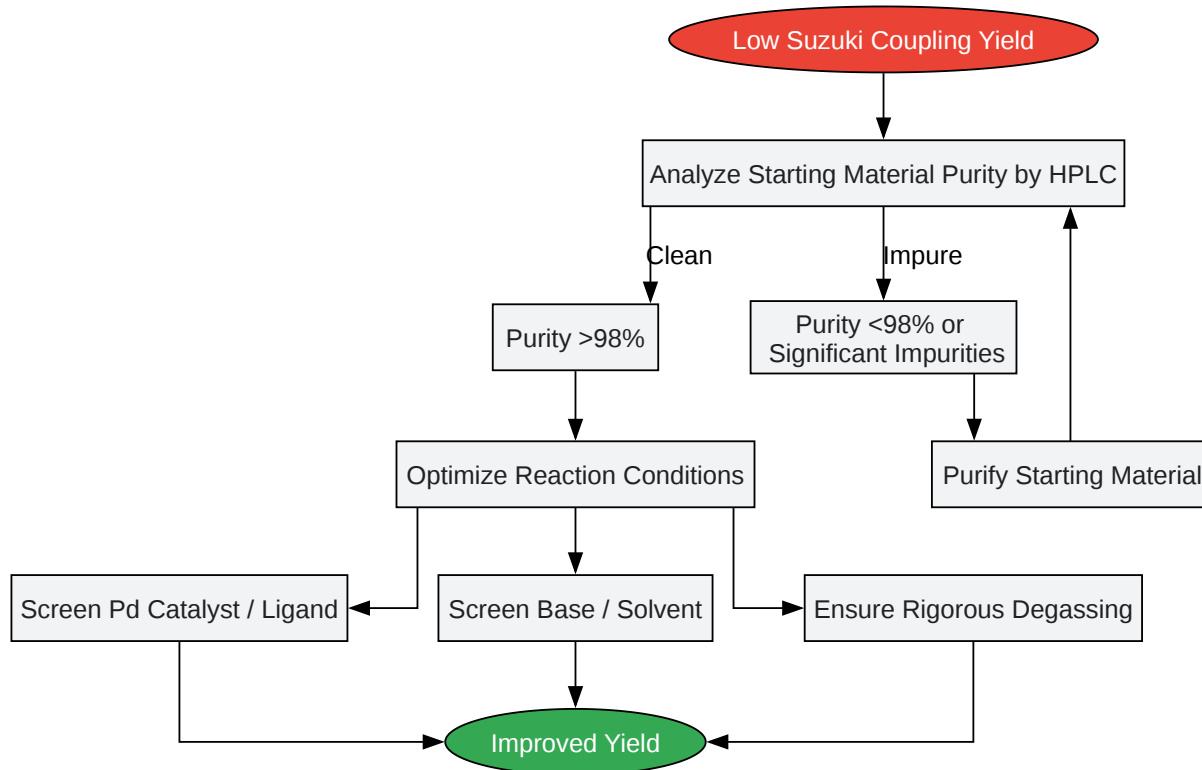 Low Suzuki Coupling Yield
Analyze Starting Material Purity by HPLC
Clean
Impure
Purity >98%
Purity <98% or
Significant Impurities
Optimize Reaction Conditions
Purify Starting Material
Screen Pd Catalyst / Ligand
Screen Base / Solvent
Ensure Rigorous Degassing
Improved Yield